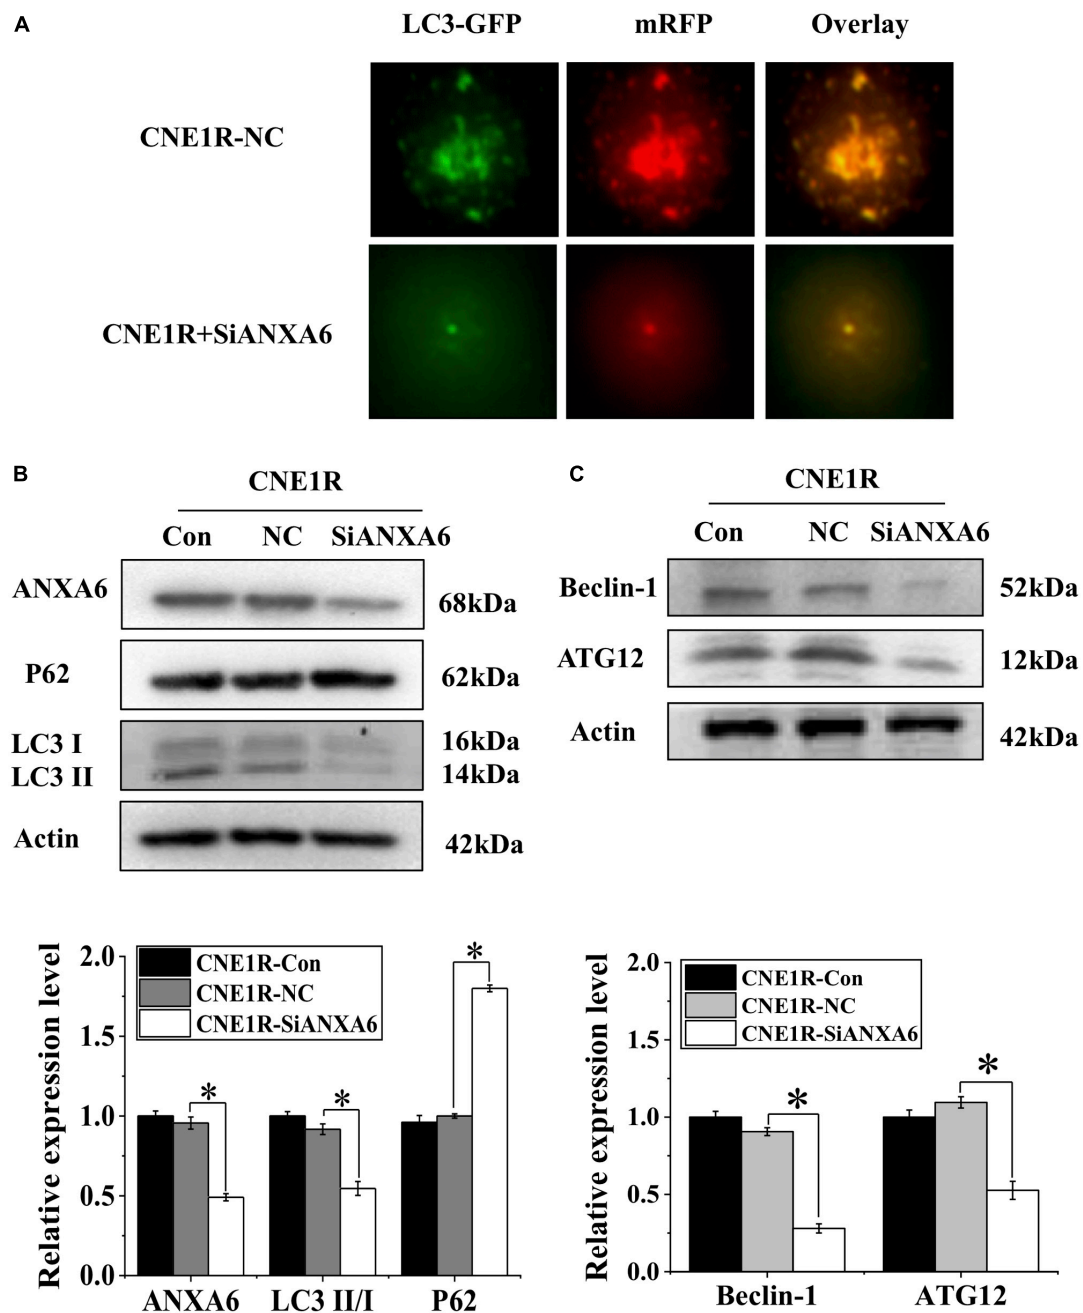 A
LC3-GFP mRFP Overlay
CNE1R-NC
CNE1R+SiANXA6
B
CNE1R
Con NC SiANXA6
ANXA6 68kDa
P62 62kDa
LC3 I 16kDa
LC3 II 14kDa
Actin 42kDa
C
CNE1R
Con NC SiANXA6
Beclin-1 52kDa
ATG12 12kDa
Actin 42kDa
Relative expression level
2.0
1.5
1.0
0.5
0.0
CNE1R-Con
CNE1R-NC
CNE1R-SiANXA6
* * *
ANXA6 LC3 II/I P62
Relative expression level
2.0
1.5
1.0
0.5
0.0
CNE1R-Con
CNE1R-NC
CNE1R-SiANXA6
* *
Beclin-1 ATG12